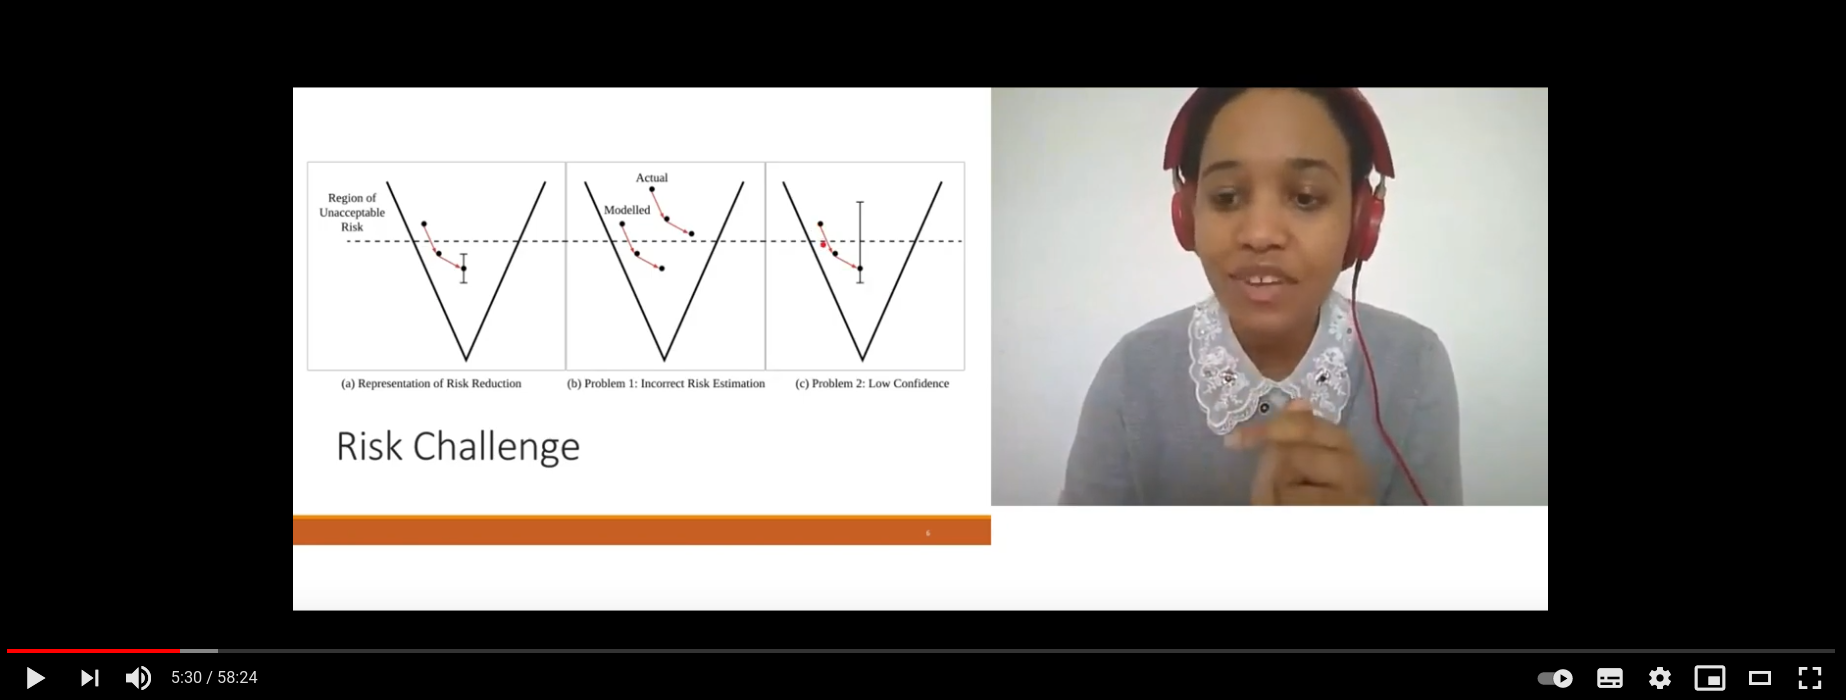 Region of
Unacceptable
Risk
Actual
Modelled
(a) Representation of Risk Reduction
(b) Problem 1: Incorrect Risk Estimation
(c) Problem 2: Low Confidence
Risk Challenge
6
5:30 / 58:24